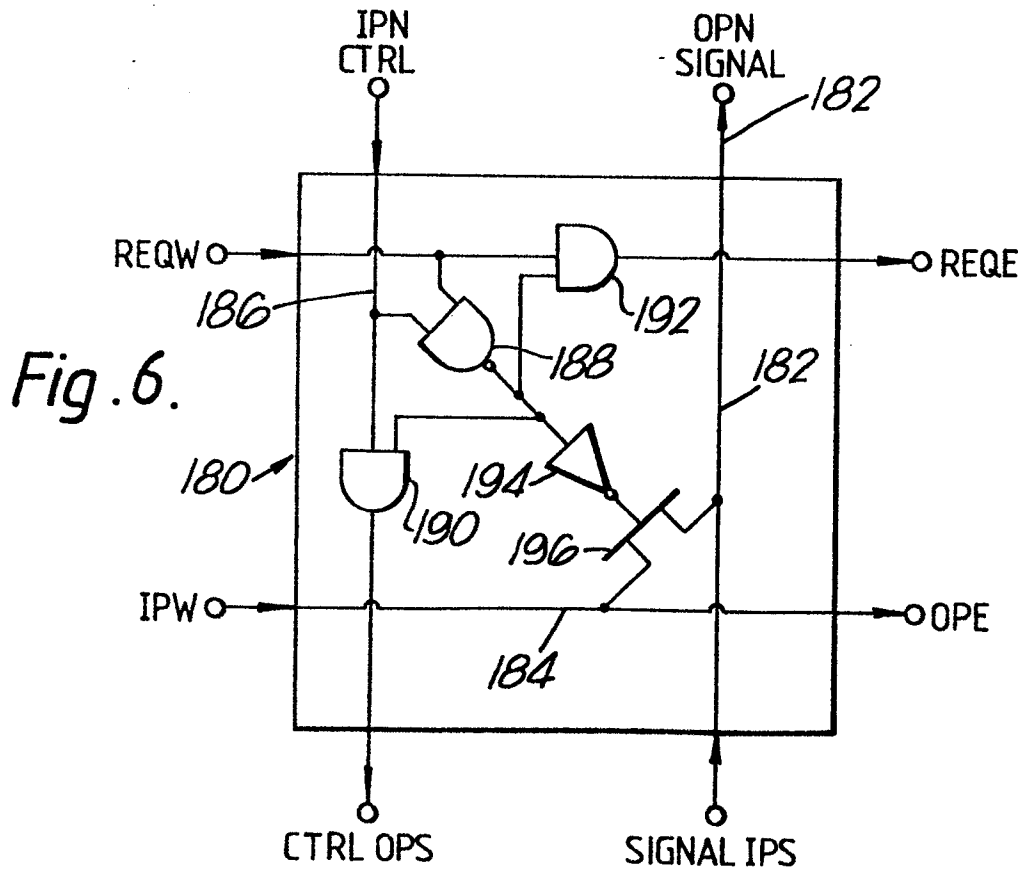 IPN
CTRL
OPN
SIGNAL
182
REQW
REQE
186
192
188
182
Fig. 6.
180
194
190
196
IPW
OPE
184
CTRL OPS
SIGNAL IPS